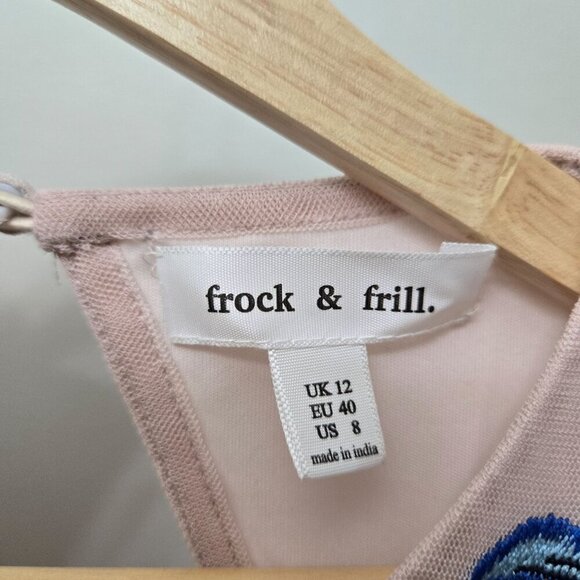 frock & frill.
UK 12
EU 40
US 8
made in india